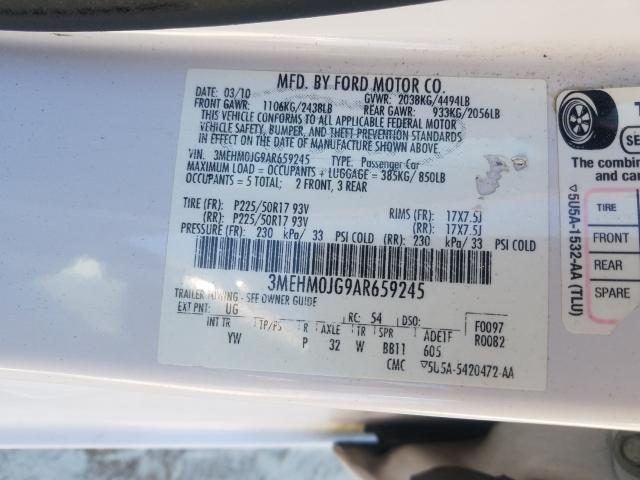 MFD. BY FORD MOTOR CO.
DATE: 03/10 GVWR: 2038KG/4494LB
FRONT GAWR: 1106KG/2438LB REAR GAWR: 933KG/2056LB
THIS VEHICLE CONFORMS TO ALL APPLICABLE FEDERAL MOTOR
VEHICLE SAFETY, BUMPER, AND THEFT PREVENTION STANDARDS
IN EFFECT ON THE DATE OF MANUFACTURE SHOWN ABOVE.
VIN: 3MEHM0JG9AR659245 TYPE: Passenger Car
MAXIMUM LOAD = OCCUPANTS + LUGGAGE = 385KG/850LB
OCCUPANTS = 5 TOTAL; 2 FRONT, 3 REAR
TIRE (FR): P225/50R17 93V RIMS (FR): 17X7.5J
(RR): P225/50R17 93V (RR): 17X7.5J
PRESSURE (FR): 230 kPa/ 33 PSI COLD (RR): 230 kPa/ 33 PSI COLD
3MEHM0JG9AR659245
TRAILER TOWING - SEE OWNER GUIDE
EXT PNT: UG RC: 54 DSO: F0097
INT TR TP/PS R AXLE TR SPR ADETF R0082
YW P 32 W BB11 605
CMC ▽5U5A-5420472-AA
T
SE
The combin
and car
TIRE
FRONT
REAR
SPARE
▽5U5A-1532-AA (TLU)